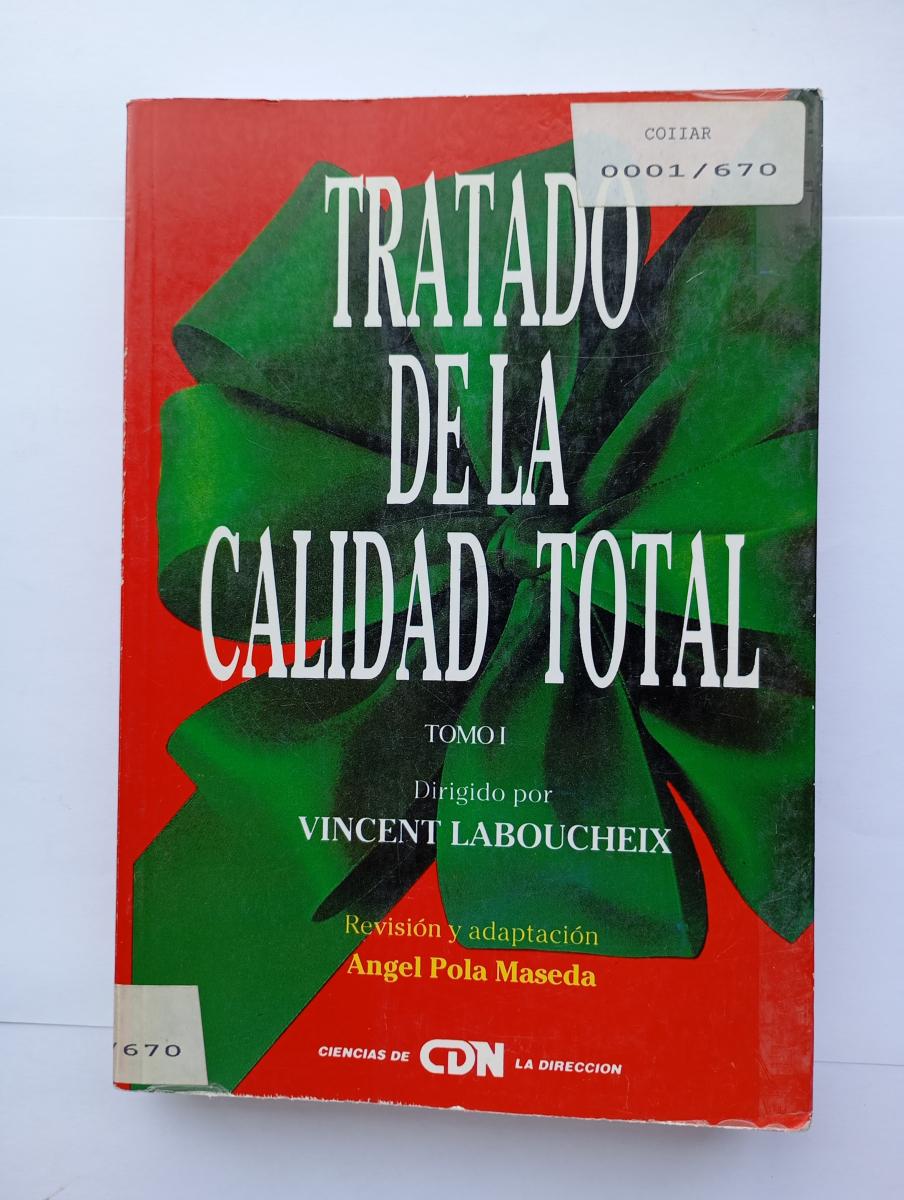 COIIAR
0001/670
TRATADO
DE LA
CALIDAD TOTAL
TOMO I
Dirigido por
VINCENT LABOUCHEIX
Revisión y adaptación
Angel Pola Maseda
/670
CIENCIAS DE CDN LA DIRECCION